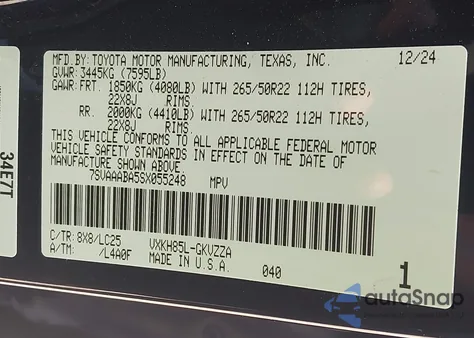 MFD.BY: TOYOTA MOTOR MANUFACTURING, TEXAS, INC. 12/24
GVWR: 3445KG (7595LB)
GAWR: FRT. 1850KG (4080LB) WITH 265/50R22 112H TIRES,
22X8J RIMS.
RR. 2000KG (4410LB) WITH 265/50R22 112H TIRES,
22X8J RIMS.
THIS VEHICLE CONFORMS TO ALL APPLICABLE FEDERAL MOTOR
VEHICLE SAFETY STANDARDS IN EFFECT ON THE DATE OF
MANUFACTURE SHOWN ABOVE.
7SVAAABA5SX055248 MPV
C/TR: 8X8/LC25 VXKH85L-GKVZZA
A/TM: /L4A0F MADE IN U.S.A. 040
1
34E7T
autoSnap